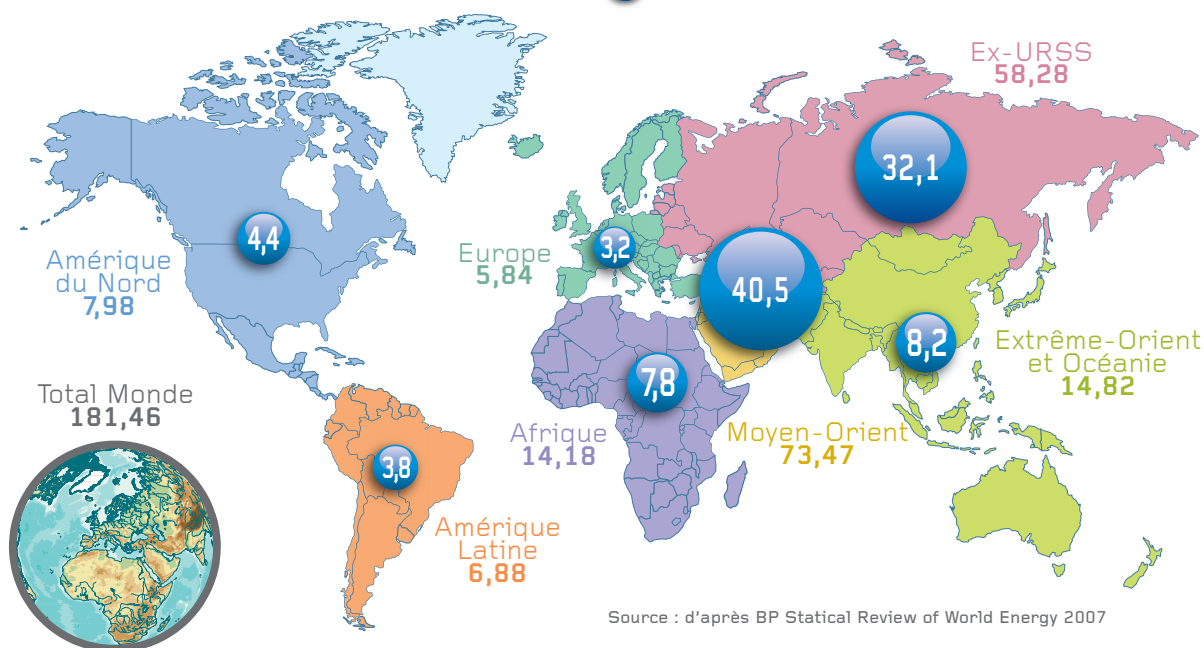 Ex-URSS
58,28
32,1
4,4
Amérique
du Nord
7,98
Europe
5,84
3,2
40,5
8,2
Extrême-Orient
et Océanie
14,82
Total Monde
181,46
7,8
Afrique
14,18
Moyen-Orient
73,47
3,8
Amérique
Latine
6,88
Source : d'après BP Statical Review of World Energy 2007